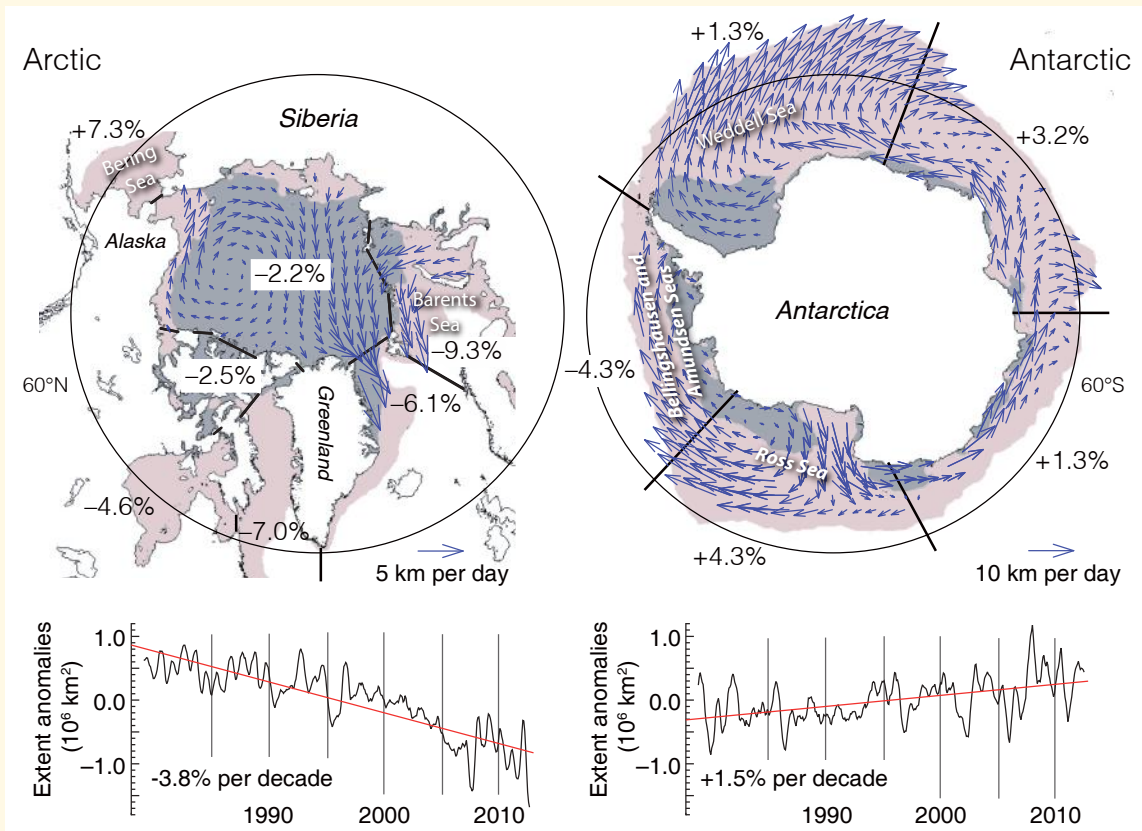 Arctic
Siberia
+7.3%
Bering
Sea
Alaska
−2.2%
Barents
Sea
−9.3%
60°N
−2.5%
−6.1%
Greenland
−4.6%
−7.0%
5 km per day
Antarctic
+1.3%
Weddell Sea
+3.2%
Antarctica
Bellingshausen and
Amundsen Seas
−4.3%
60°S
Ross Sea
+1.3%
+4.3%
10 km per day
Extent anomalies
(10⁶ km²)
1.0
0.0
−1.0
-3.8% per decade
1990
2000
2010
Extent anomalies
(10⁶ km²)
1.0
0.0
−1.0
+1.5% per decade
1990
2000
2010